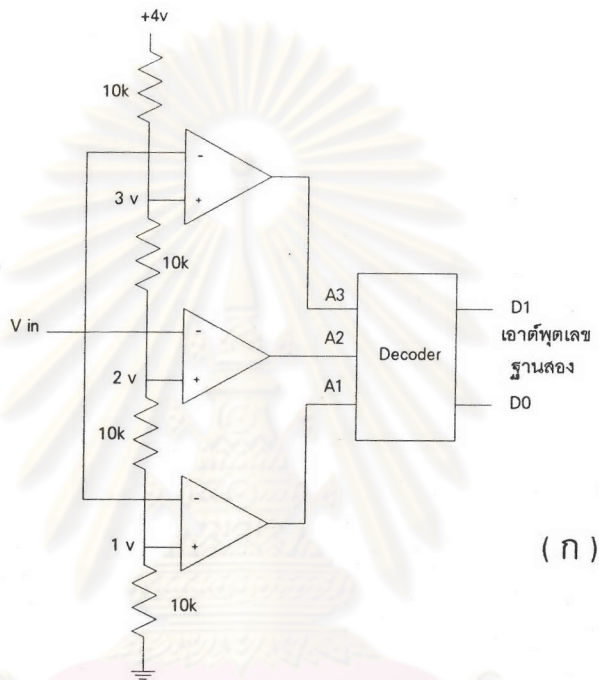 +4v
10k
-
3 v
+
10k
V in
-
2 v
+
10k
-
1 v
+
10k
A3
A2
A1
Decoder
D1
เอาต์พุตเลข
ฐานสอง
D0
(ก)